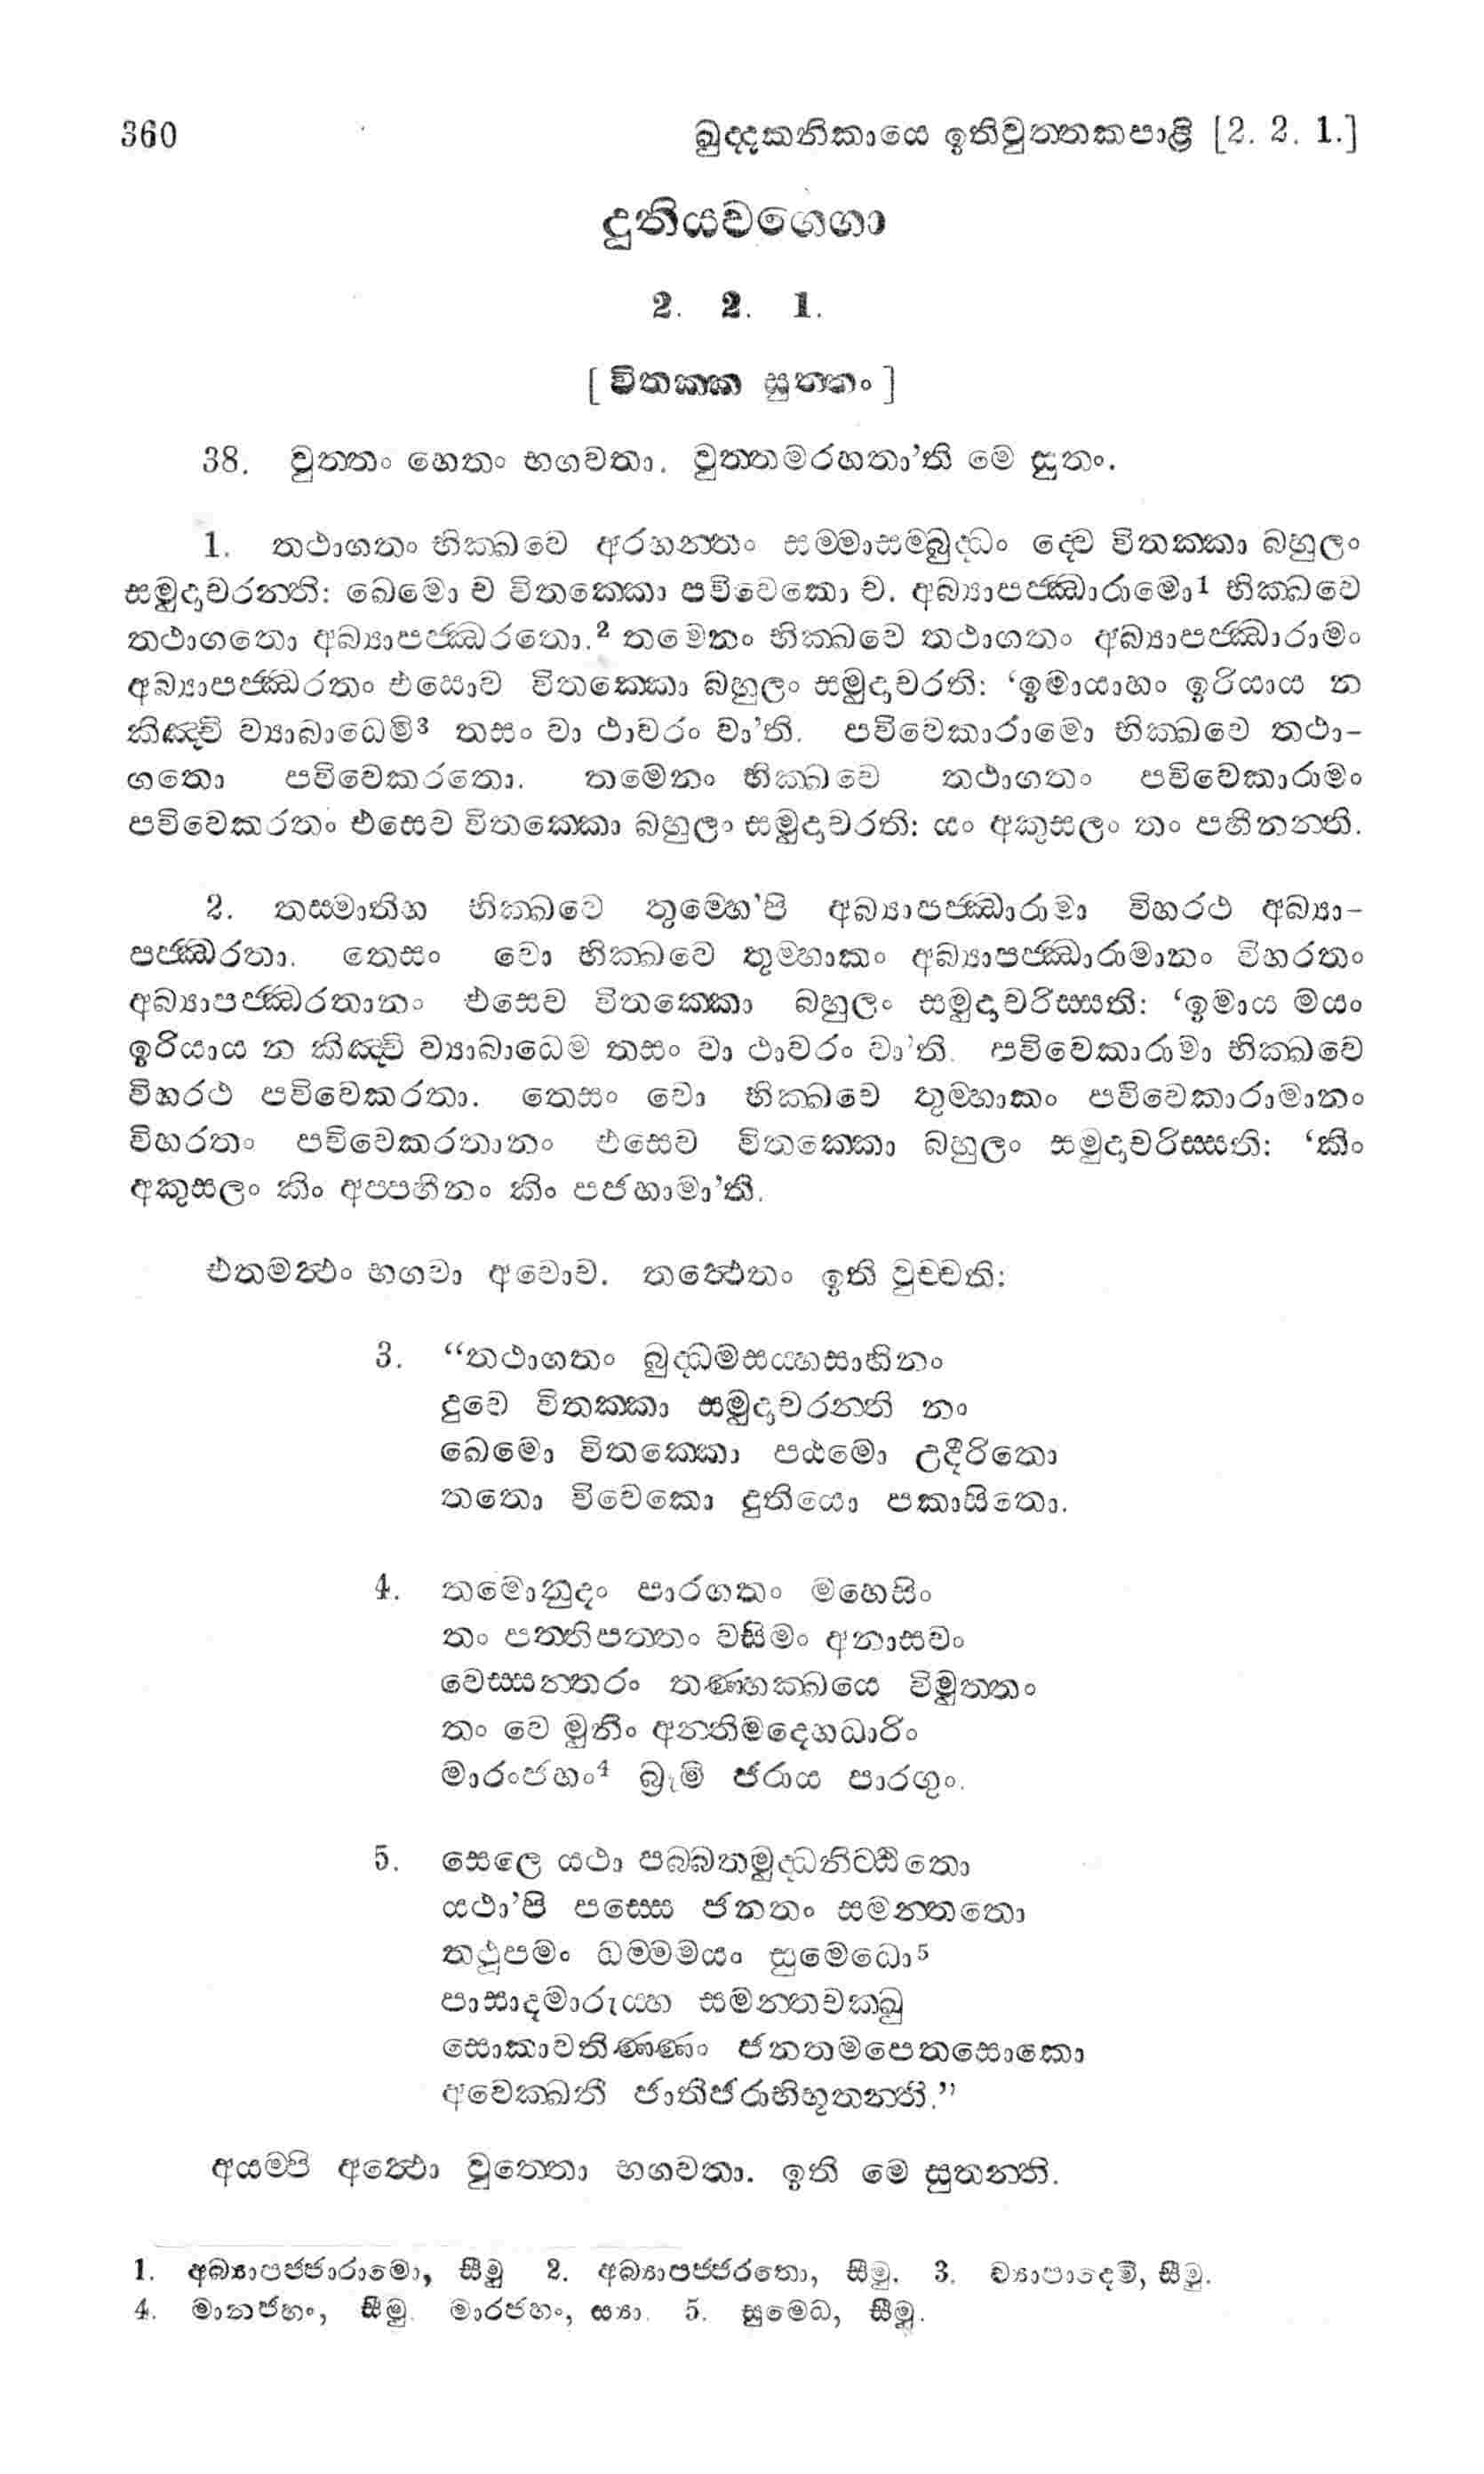 360 ඛුද්දකනිකායෙ ඉතිවුත්තකපාළි [2. 2. 1.]
දුතියවග්ගො
2. 2. 1.
[ විතක්ක සුත්තං ]
38. වුත්තං හෙතං භගවතා. වුත්තමරහතා’ති මෙ සුතං.
1. තථාගතං භික්ඛවෙ අරහන්තං සම්මාසම්බුද්ධං ද්වෙ විතක්කා බහුලං
සමුදාචරන්ති: ඛෙමො ච විතක්කො පවිවෙකො ච. අබ්‍යාපජ්ඣාරාමො¹ භික්ඛවෙ
තථාගතො අබ්‍යාපජ්ඣරතො.² තමෙනං භික්ඛවෙ තථාගතං අබ්‍යාපජ්ඣාරාමං
අබ්‍යාපජ්ඣරතං එසොව විතක්කො බහුලං සමුදාචරති: ‘ඉමායාහං ඉරියාය න
කිඤ්චි ව්‍යාබාධෙමි³ තසං වා ථාවරං වා’ති. පවිවෙකාරාමො භික්ඛවෙ තථා-
ගතො පවිවෙකරතො. තමෙනං භික්ඛවෙ තථාගතං පවිවෙකාරාමං
පවිවෙකරතං එසෙව විතක්කො බහුලං සමුදාචරති: යං අකුසලං තං පහීනන්ති.
2. තස්මාතිහ භික්ඛවෙ තුම්හෙ’පි අබ්‍යාපජ්ඣාරාමා විහරථ අබ්‍යා-
පජ්ඣරතා. තෙසං වො භික්ඛවෙ තුම්හාකං අබ්‍යාපජ්ඣාරාමානං විහරතං
අබ්‍යාපජ්ඣරතානං එසෙව විතක්කො බහුලං සමුදාචරිස්සති: ‘ඉමාය මයං
ඉරියාය න කිඤ්චි ව්‍යාබාධෙම තසං වා ථාවරං වා’ති. පවිවෙකාරාමා භික්ඛවෙ
විහරථ පවිවෙකරතා. තෙසං වො භික්ඛවෙ තුම්හාකං පවිවෙකාරාමානං
විහරතං පවිවෙකරතානං එසෙව විතක්කො බහුලං සමුදාචරිස්සති: ‘කිං
අකුසලං කිං අප්පහීනං කිං පජහාමා’ති.
එතමත්ථං භගවා අවොච. තත්ථෙතං ඉති වුච්චති:
3. “තථාගතං බුද්ධමසය්හසාහිනං
දුවෙ විතක්කා සමුදාචරන්ති නං
ඛෙමො විතක්කො පඨමො උදීරිතො
තතො විවෙකො දුතියො පකාසිතො.
4. තමොනුදං පාරගතං මහෙසිං
තං පත්තිපත්තං වසිමං අනාසවං
වෙස්සන්තරං තණ්හක්ඛයෙ විමුත්තං
තං වෙ මුනිං අන්තිමදෙහධාරිං
මාරංජහං⁴ බ්‍රූමි ජරාය පාරගුං.
5. සෙලෙ යථා පබ්බතමුද්ධනිට්ඨිතො
යථා’පි පස්සෙ ජනතං සමන්තතො
තථූපමං ධම්මමයං සුමෙධො⁵
පාසාදමාරුය්හ සමන්තචක්ඛු
සොකාවතිණ්ණං ජනතමපෙතසොකො
අවෙක්ඛති ජාතිජරාභිභූතන්ති.”
අයම්පි අත්ථො වුත්තො භගවතා. ඉති මෙ සුතන්ති.
1. අබ්‍යාපජ්ජාරාමො, සීමු 2. අබ්‍යාපජ්ජරතො, සීමු. 3. ව්‍යාපාදෙමි, සීමු.
4. මානජහං, සීමු. මාරජහං, ස්‍යා. 5. සුමෙධ, සීමු.